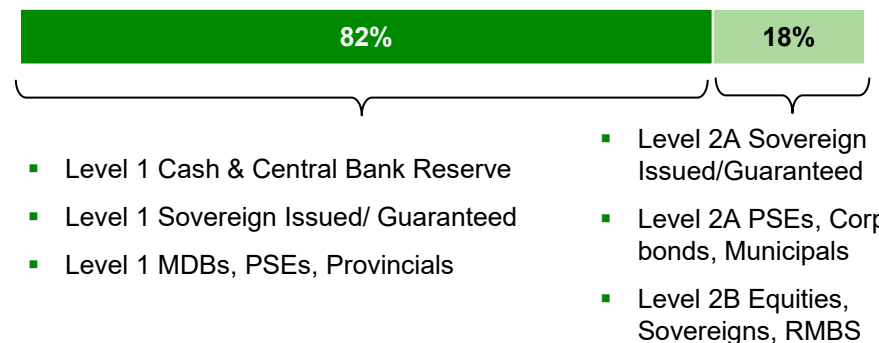 82%
18%
Level 1 Cash & Central Bank Reserve
Level 1 Sovereign Issued/ Guaranteed
Level 1 MDBs, PSEs, Provincials
Level 2A Sovereign
Issued/Guaranteed
Level 2A PSEs, Corp
bonds, Municipals
Level 2B Equities,
Sovereigns, RMBS